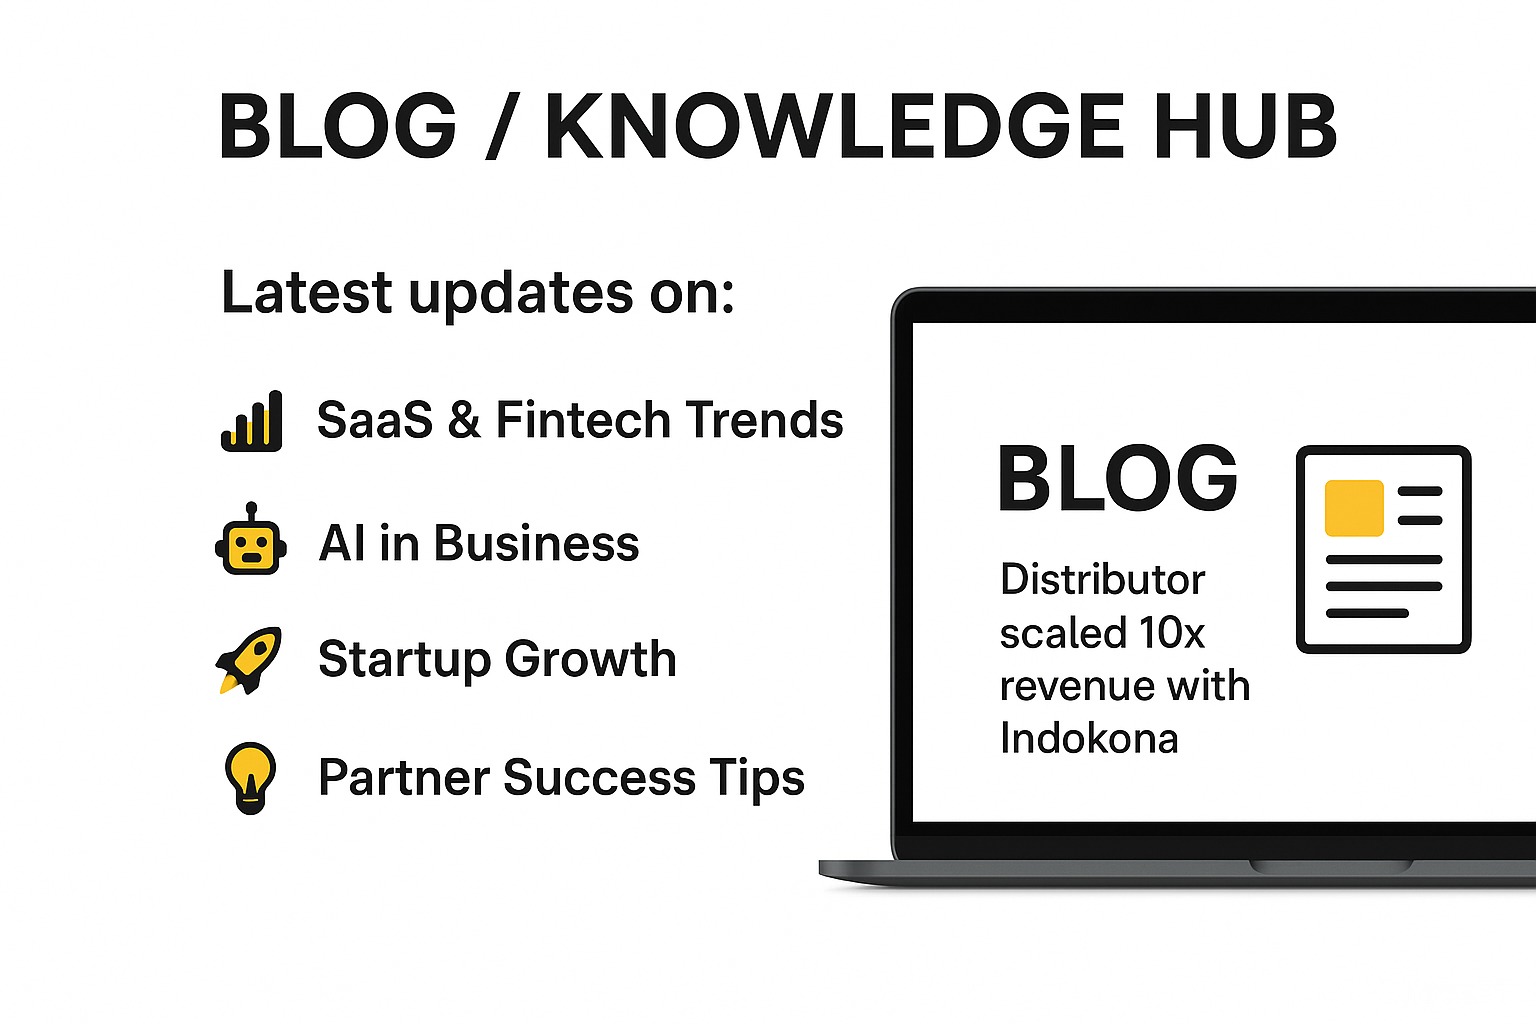 BLOG / KNOWLEDGE HUB
Latest updates on:
SaaS & Fintech Trends
AI in Business
Startup Growth
Partner Success Tips
BLOG
Distributor
scaled 10x
revenue with
Indokona